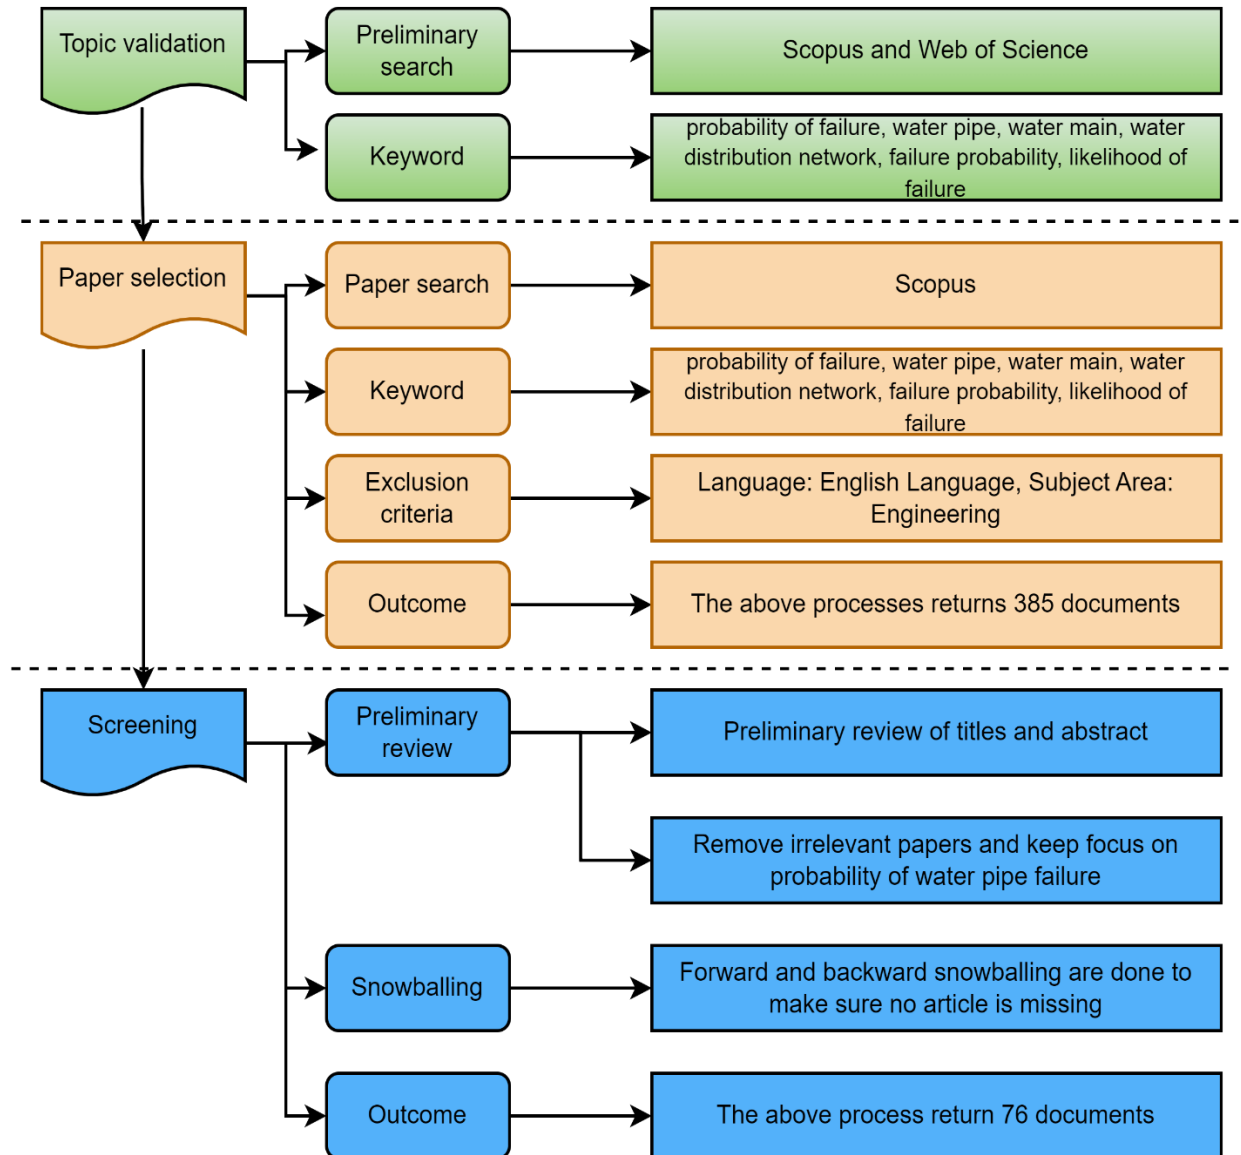 Topic validation
Preliminary
search
Scopus and Web of Science
Keyword
probability of failure, water pipe, water main, water
distribution network, failure probability, likelihood of
failure
Paper selection
Paper search
Scopus
Keyword
probability of failure, water pipe, water main, water
distribution network, failure probability, likelihood of
failure
Exclusion
criteria
Language: English Language, Subject Area:
Engineering
Outcome
The above processes returns 385 documents
Screening
Preliminary
review
Preliminary review of titles and abstract
Remove irrelevant papers and keep focus on
probability of water pipe failure
Snowballing
Forward and backward snowballing are done to
make sure no article is missing
Outcome
The above process return 76 documents